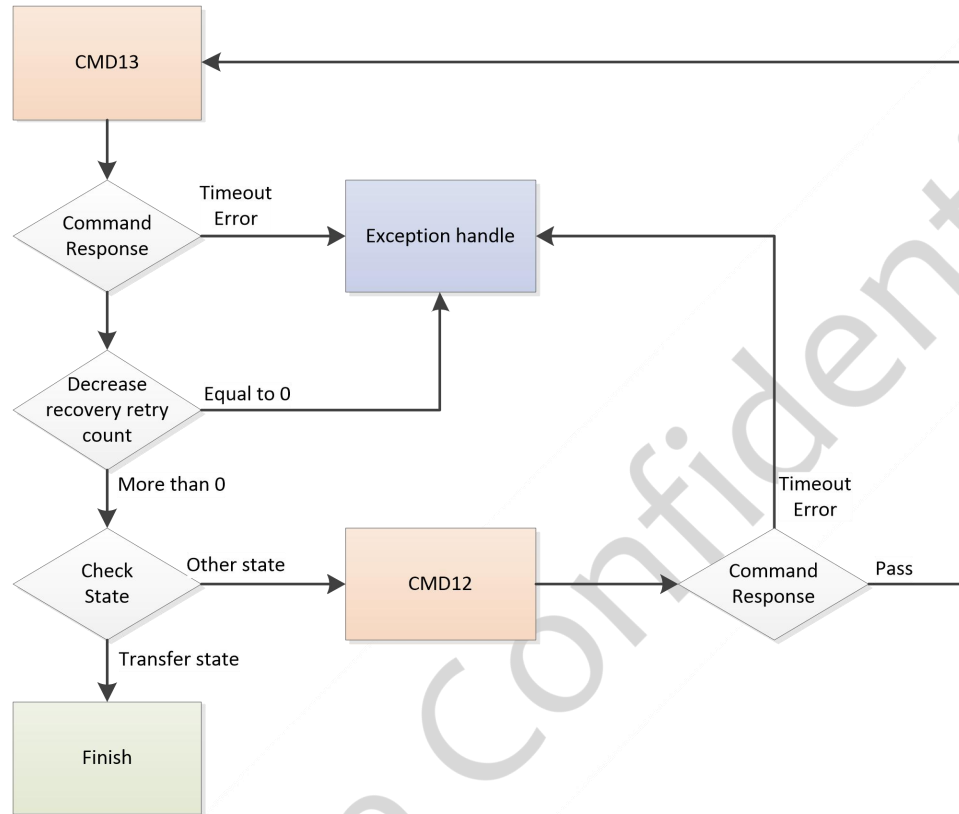 CMD13
Timeout
Error
Command
Response
Exception handle
Decrease
recovery retry
count
Equal to 0
More than 0
Timeout
Error
Check
State
Other state
CMD12
Command
Response
Pass
Transfer state
Finish
Confident